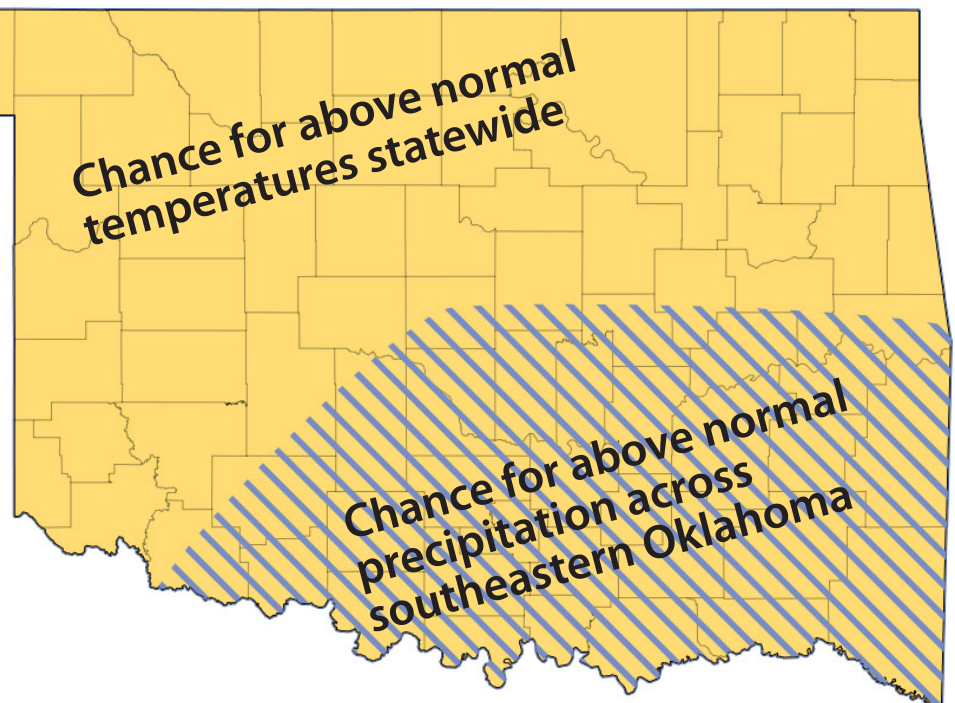 Chance for above normal
temperatures statewide
Chance for above normal
precipitation across
southeastern Oklahoma